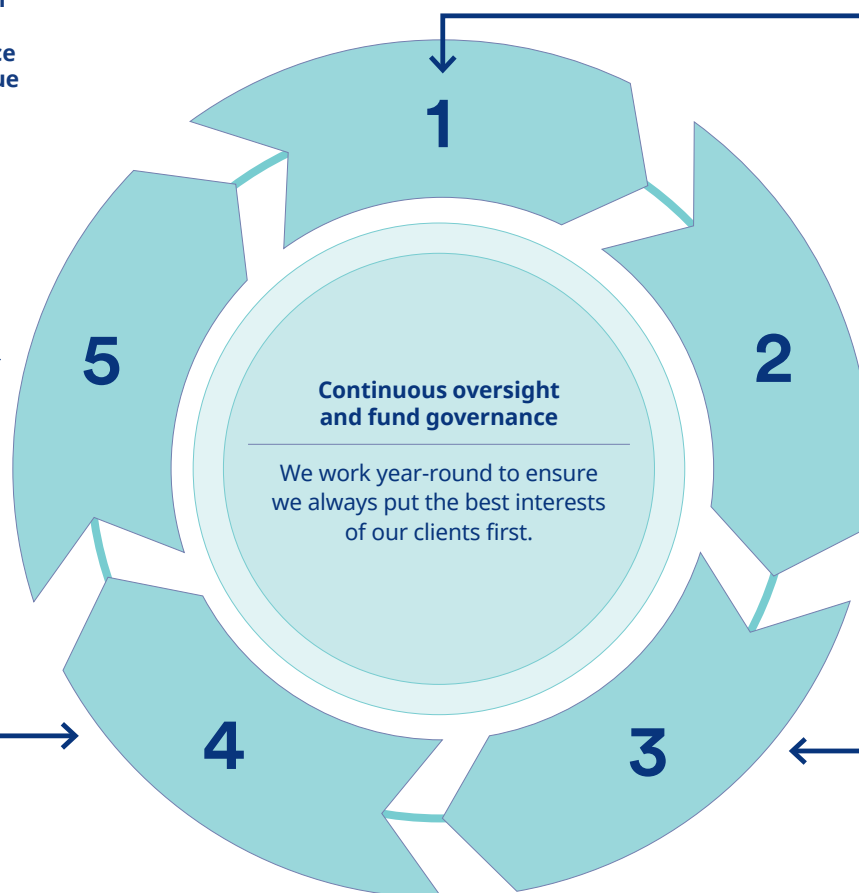 1
2
3
4
5
Continuous oversight
and fund governance
We work year-round to ensure
we always put the best interests
of our clients first.